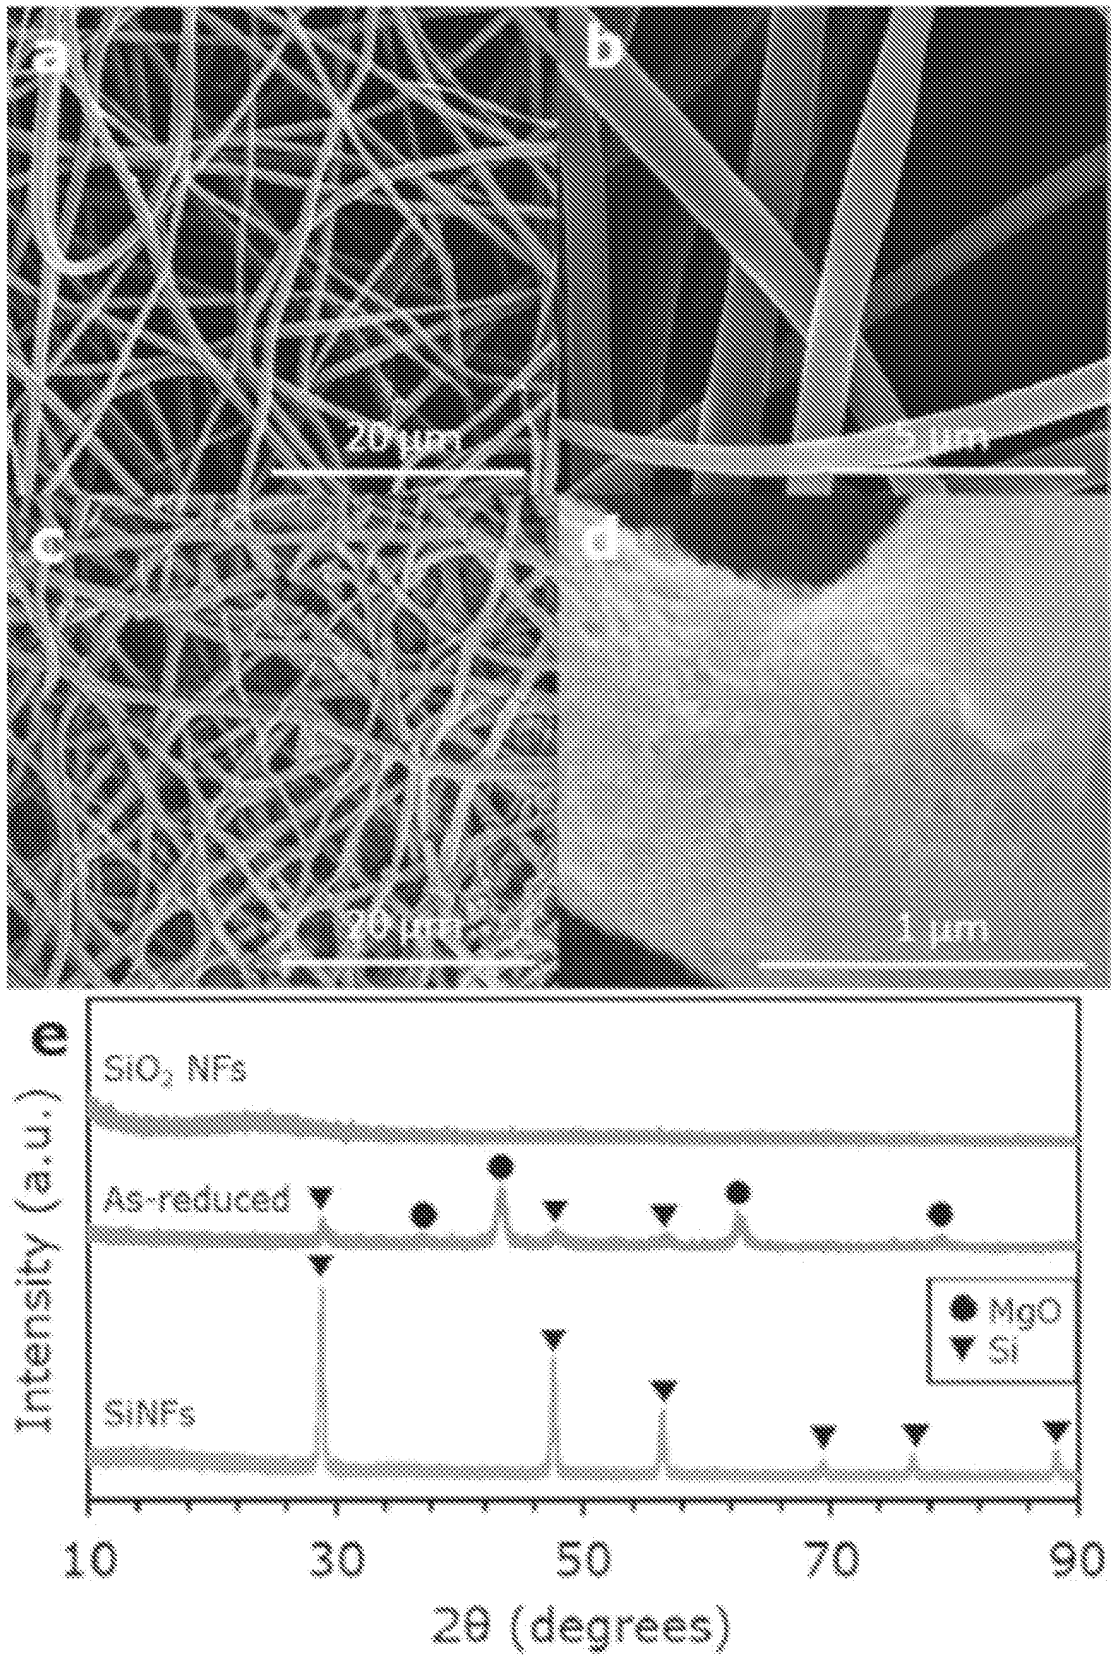 a
b
20 μm
5 μm
c
d
20 μm
1 μm
e
SiO₂ NFs
As-reduced
MgO
Si
SiNFs
Intensity (a.u.)
10 30 50 70 90
2θ (degrees)